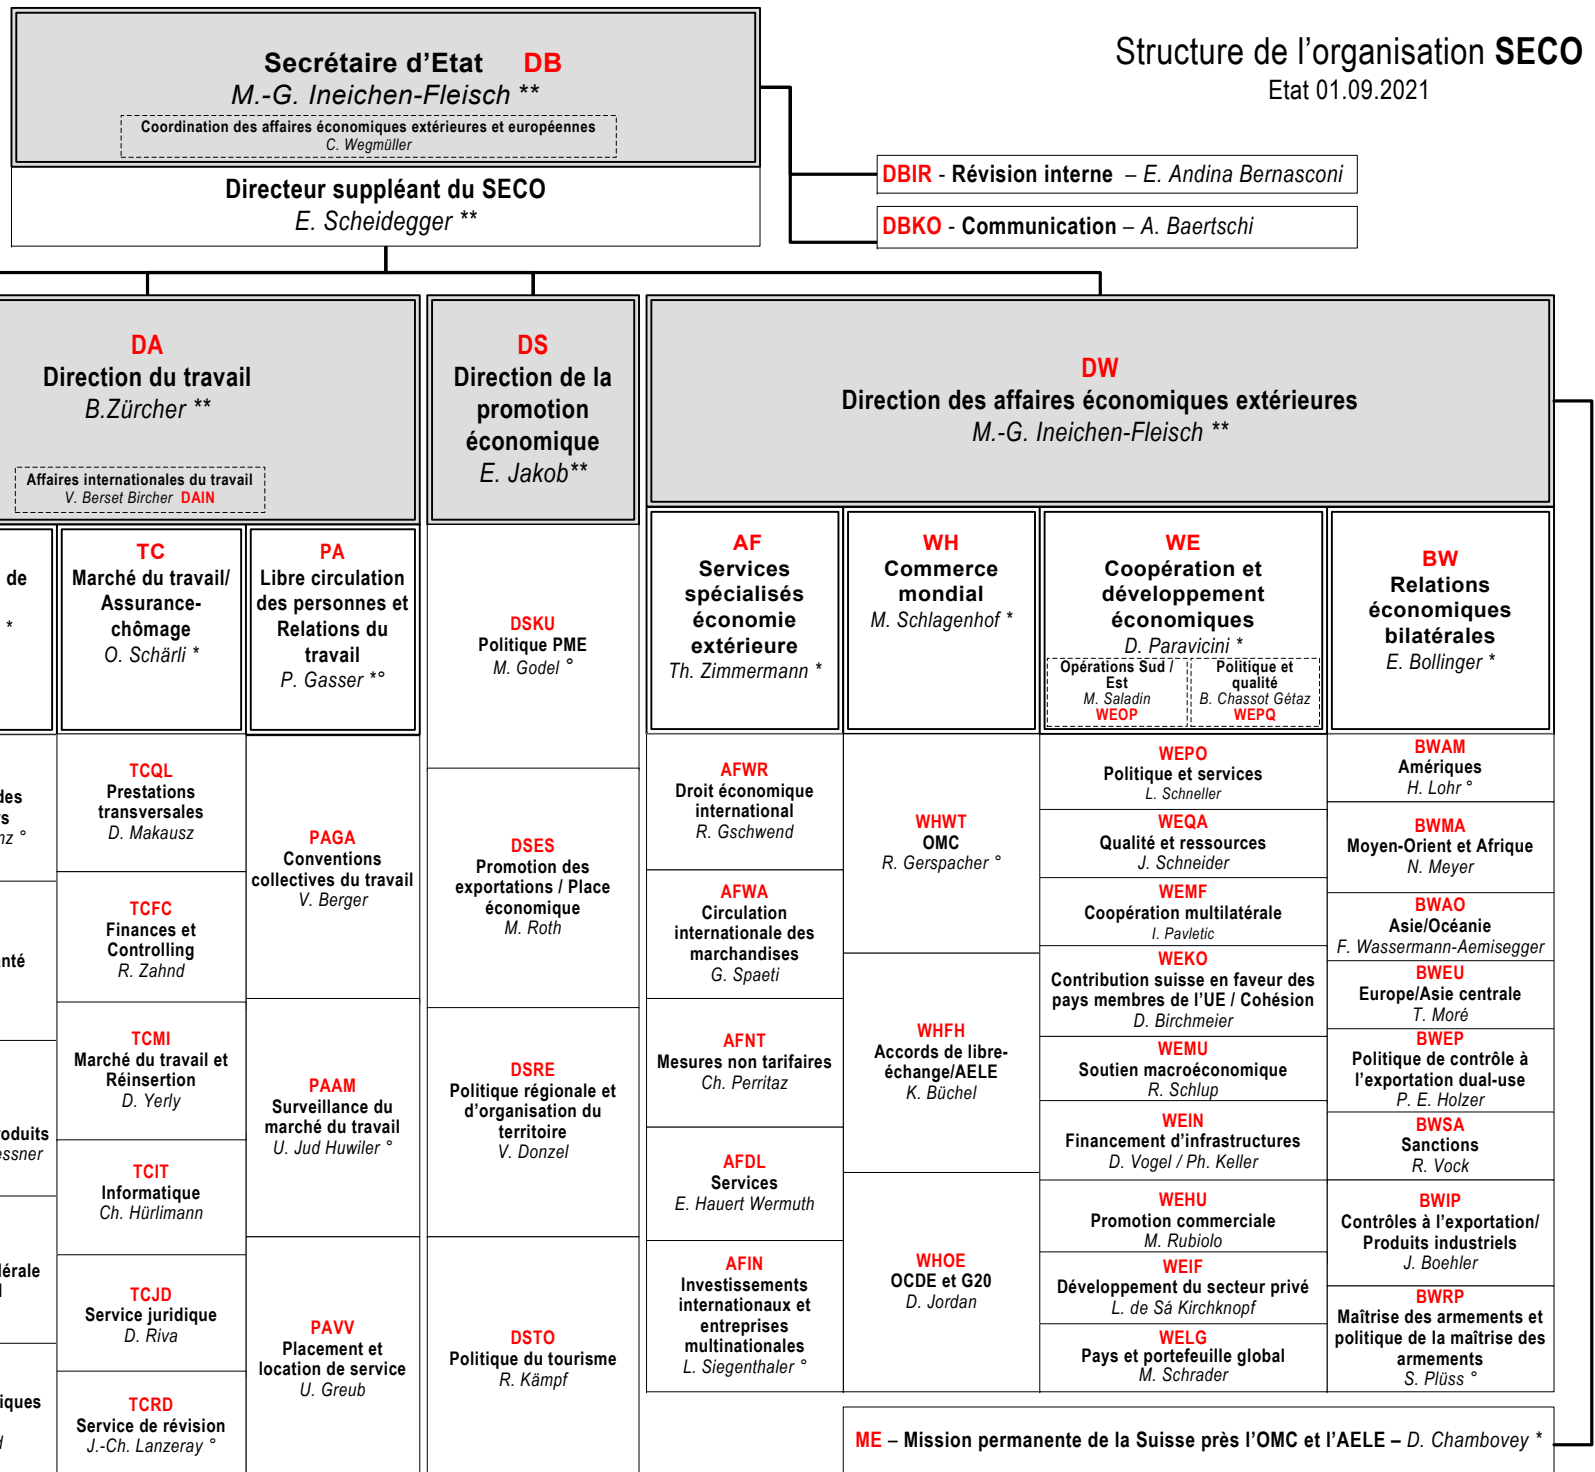 Structure de l'organisation SECO
Etat 01.09.2021
Secrétaire d'Etat DB
M.-G. Ineichen-Fleisch **
Coordination des affaires économiques extérieures et européennes
C. Wegmüller
Directeur suppléant du SECO
E. Scheidegger **
DBIR - Révision interne – E. Andina Bernasconi
DBKO - Communication – A. Baertschi
DA
Direction du travail
B.Zürcher **
Affaires internationales du travail
V. Berset Bircher DAIN
DS
Direction de la
promotion
économique
E. Jakob**
DW
Direction des affaires économiques extérieures
M.-G. Ineichen-Fleisch **
de
*
des
s
nz °
anté
roduits
essner
dérale
l
iques
d
TC
Marché du travail/
Assurance-
chômage
O. Schärli *
TCQL
Prestations
transversales
D. Makausz
TCFC
Finances et
Controlling
R. Zahnd
TCMI
Marché du travail et
Réinsertion
D. Yerly
TCIT
Informatique
Ch. Hürlimann
TCJD
Service juridique
D. Riva
TCRD
Service de révision
J.-Ch. Lanzeray °
PA
Libre circulation
des personnes et
Relations du
travail
P. Gasser *°
PAGA
Conventions
collectives du travail
V. Berger
PAAM
Surveillance du
marché du travail
U. Jud Huwiler °
PAVV
Placement et
location de service
U. Greub
DSKU
Politique PME
M. Godel °
DSES
Promotion des
exportations / Place
économique
M. Roth
DSRE
Politique régionale et
d'organisation du
territoire
V. Donzel
DSTO
Politique du tourisme
R. Kämpf
AF
Services
spécialisés
économie
extérieure
Th. Zimmermann *
AFWR
Droit économique
international
R. Gschwend
AFWA
Circulation
internationale des
marchandises
G. Spaeti
AFNT
Mesures non tarifaires
Ch. Perritaz
AFDL
Services
E. Hauert Wermuth
AFIN
Investissements
internationaux et
entreprises
multinationales
L. Siegenthaler °
WH
Commerce
mondial
M. Schlagenhof *
WHWT
OMC
R. Gerspacher °
WHFH
Accords de libre-
échange/AELE
K. Büchel
WHOE
OCDE et G20
D. Jordan
WE
Coopération et
développement
économiques
D. Paravicini *
Opérations Sud /
Est
M. Saladin
WEOP
Politique et
qualité
B. Chassot Gétaz
WEPQ
WEPO
Politique et services
L. Schneller
WEQA
Qualité et ressources
J. Schneider
WEMF
Coopération multilatérale
I. Pavletic
WEKO
Contribution suisse en faveur des
pays membres de l'UE / Cohésion
D. Birchmeier
WEMU
Soutien macroéconomique
R. Schlup
WEIN
Financement d'infrastructures
D. Vogel / Ph. Keller
WEHU
Promotion commerciale
M. Rubiolo
WEIF
Développement du secteur privé
L. de Sá Kirchknopf
WELG
Pays et portefeuille global
M. Schrader
BW
Relations
économiques
bilatérales
E. Bollinger *
BWAM
Amériques
H. Lohr °
BWMA
Moyen-Orient et Afrique
N. Meyer
BWAO
Asie/Océanie
F. Wassermann-Aemisegger
BWEU
Europe/Asie centrale
T. Moré
BWEP
Politique de contrôle à
l'exportation dual-use
P. E. Holzer
BWSA
Sanctions
R. Vock
BWIP
Contrôles à l'exportation/
Produits industriels
J. Boehler
BWRP
Maîtrise des armements et
politique de la maîtrise des
armements
S. Plüss °
ME – Mission permanente de la Suisse près l'OMC et l'AELE – D. Chambovey *